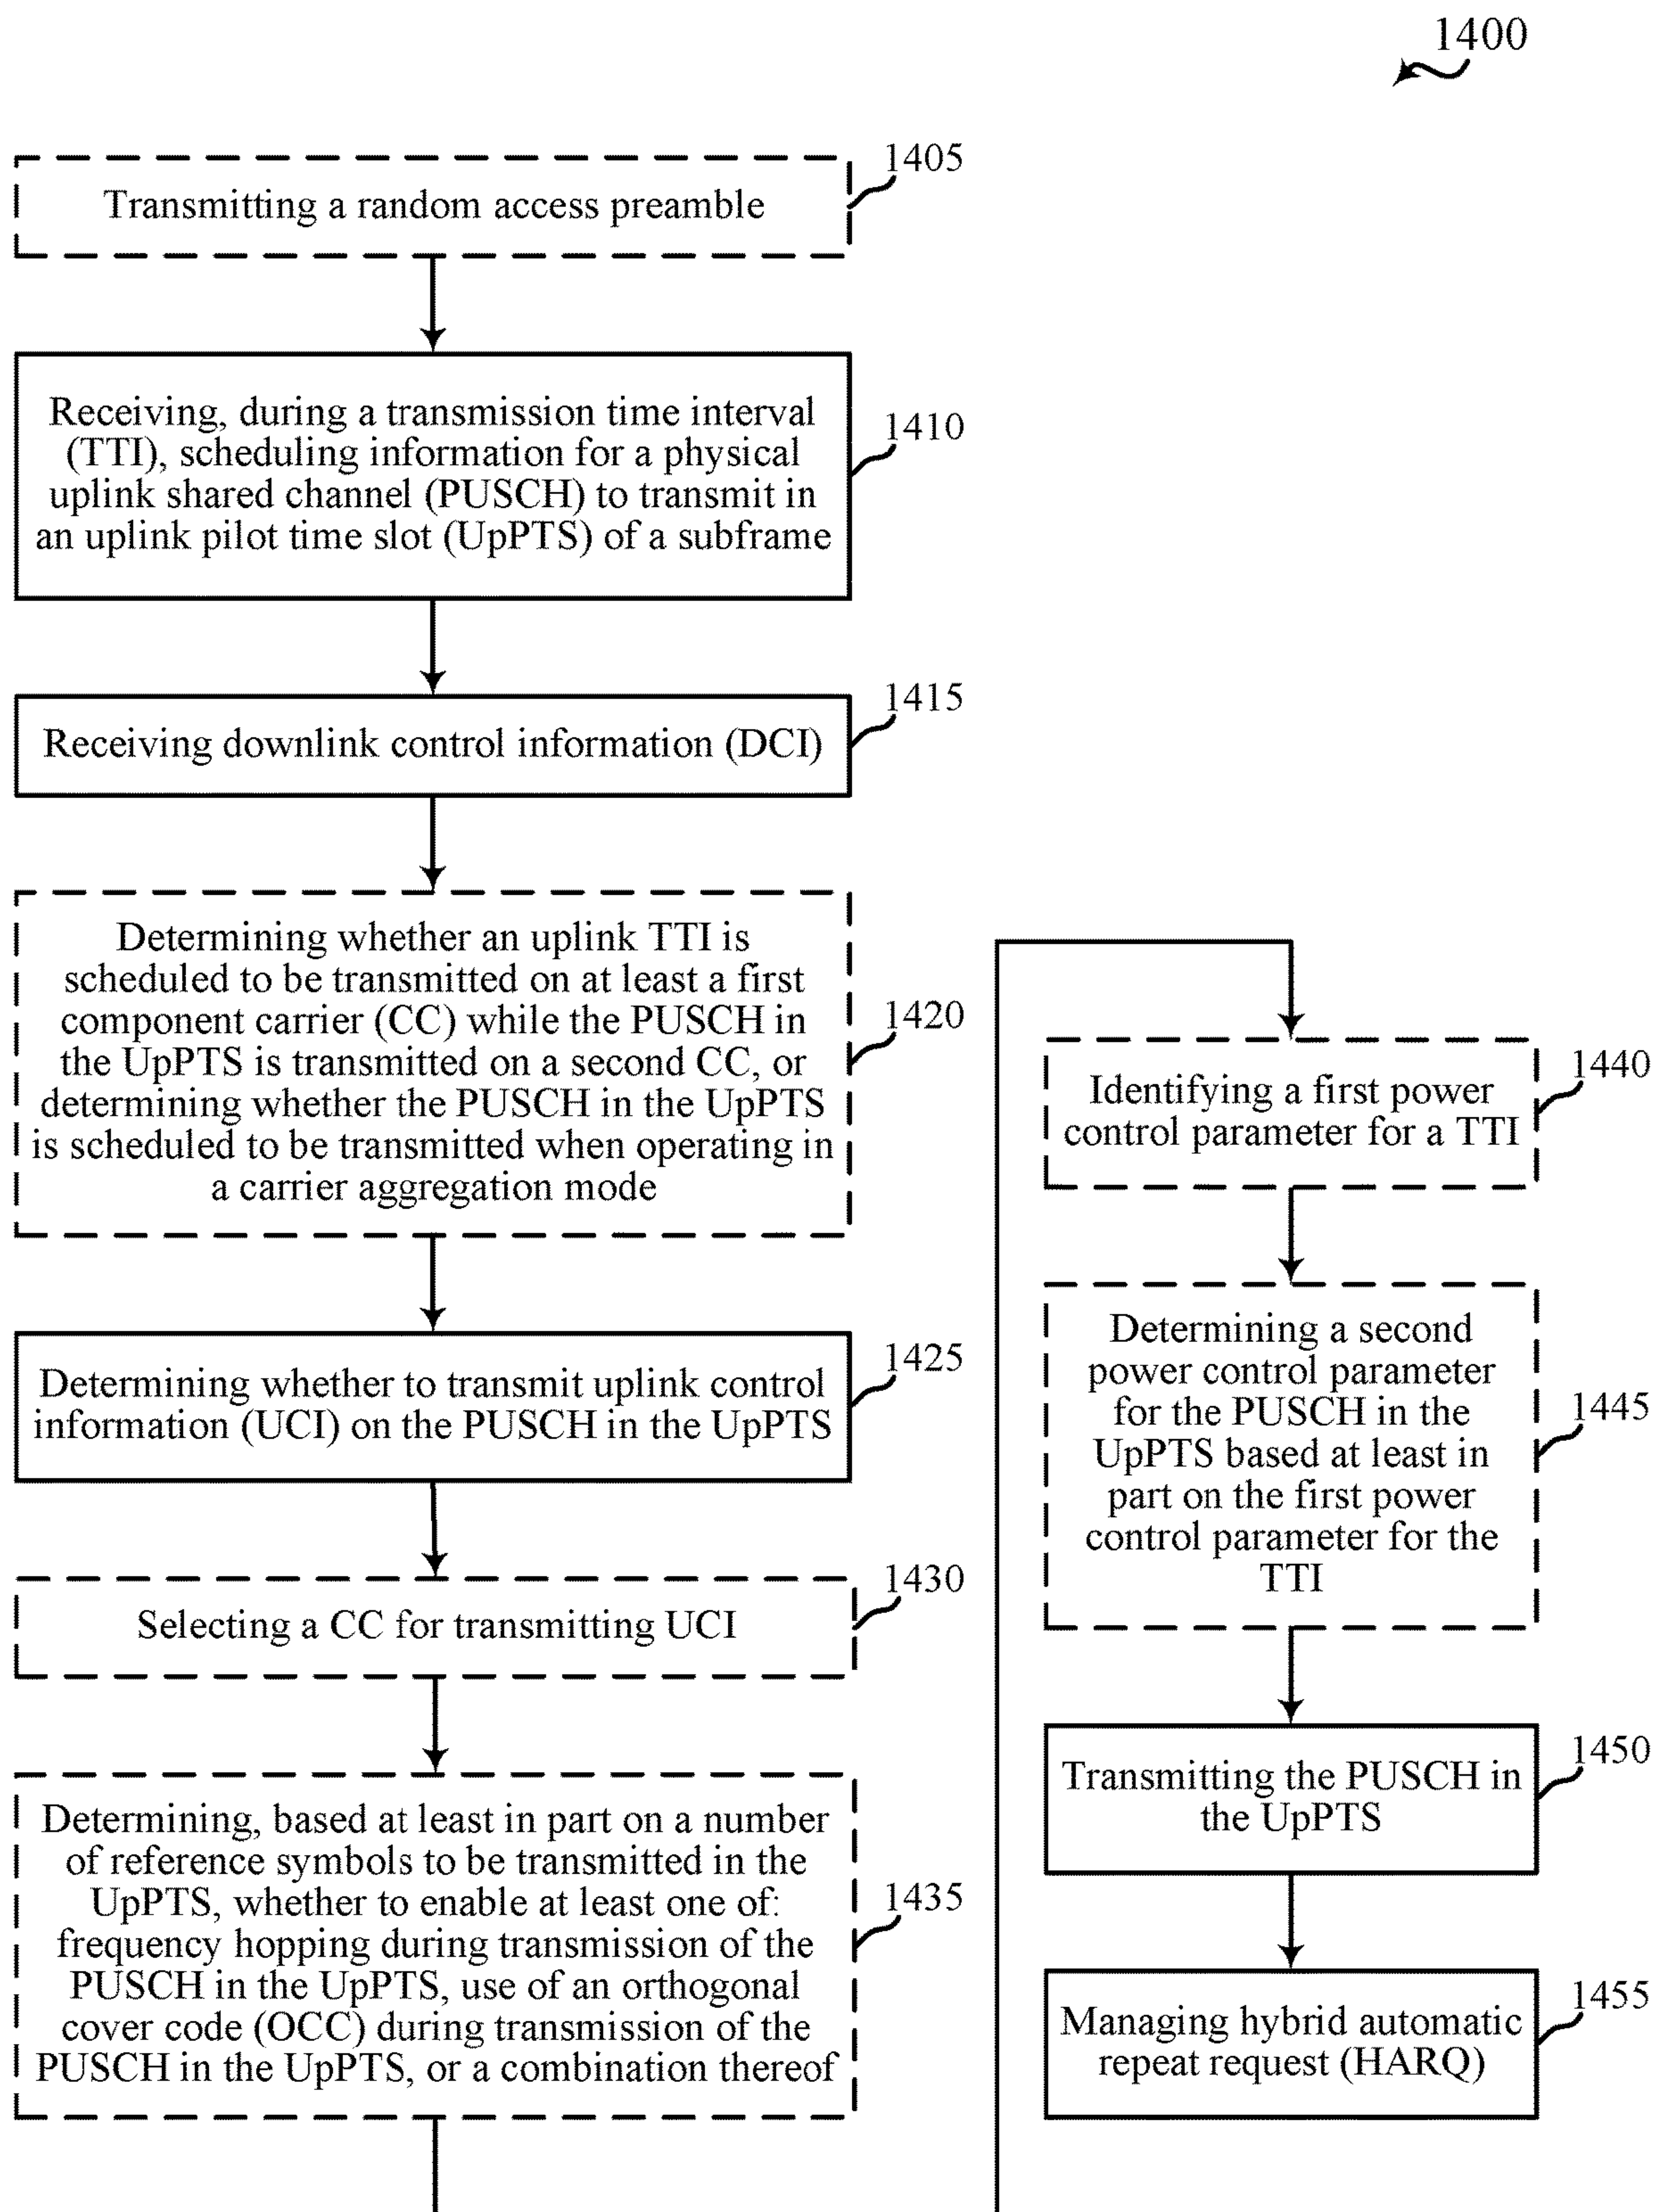 1400
1405
Transmitting a random access preamble
Receiving, during a transmission time interval
(TTI), scheduling information for a physical
uplink shared channel (PUSCH) to transmit in
an uplink pilot time slot (UpPTS) of a subframe
1410
1415
Receiving downlink control information (DCI)
Determining whether an uplink TTI is
scheduled to be transmitted on at least a first
component carrier (CC) while the PUSCH in
the UpPTS is transmitted on a second CC, or
determining whether the PUSCH in the UpPTS
is scheduled to be transmitted when operating in
a carrier aggregation mode
1420
1425
Determining whether to transmit uplink control
information (UCI) on the PUSCH in the UpPTS
1430
Selecting a CC for transmitting UCI
Determining, based at least in part on a number
of reference symbols to be transmitted in the
UpPTS, whether to enable at least one of:
frequency hopping during transmission of the
PUSCH in the UpPTS, use of an orthogonal
cover code (OCC) during transmission of the
PUSCH in the UpPTS, or a combination thereof
1435
1440
Identifying a first power
control parameter for a TTI
Determining a second
power control parameter
for the PUSCH in the
UpPTS based at least in
part on the first power
control parameter for the
TTI
1445
1450
Transmitting the PUSCH in
the UpPTS
1455
Managing hybrid automatic
repeat request (HARQ)